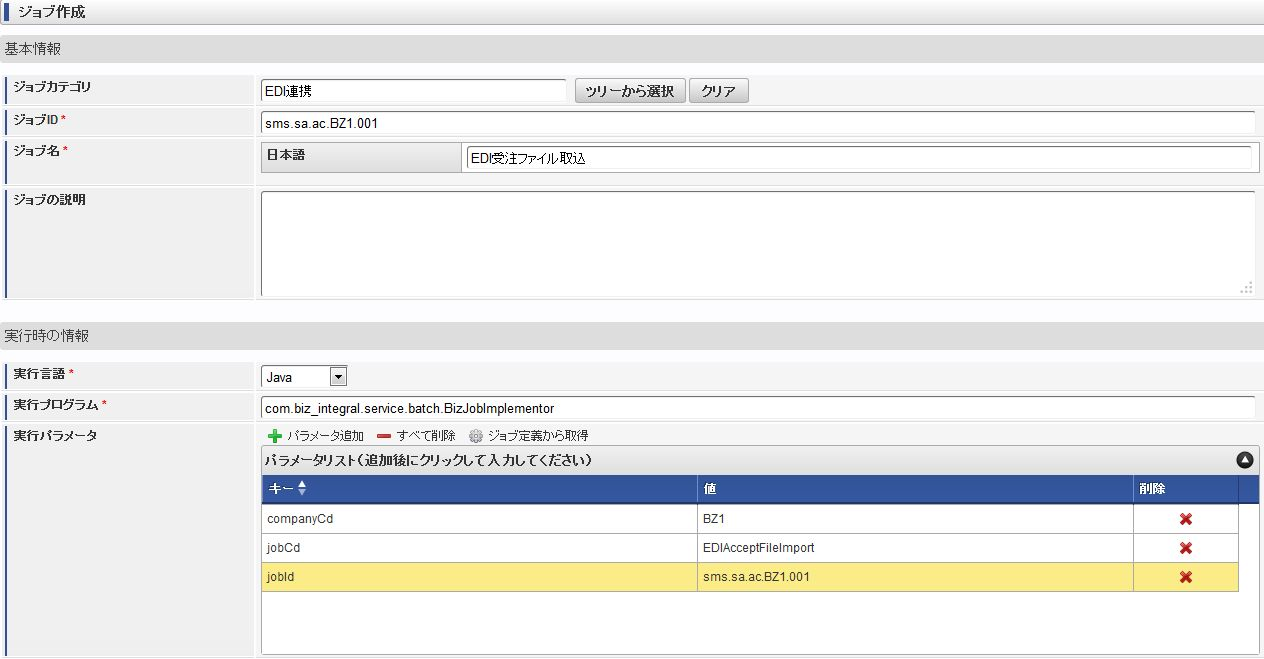 ジョブ作成
基本情報
ジョブカテゴリ EDI連携 ツリーから選択 クリア
ジョブID* sms.sa.ac.BZ1.001
ジョブ名* 日本語 EDI受注ファイル取込
ジョブの説明
実行時の情報
実行言語* Java
実行プログラム* com.biz_integral.service.batch.BizJobImplementor
実行パラメータ パラメータ追加 すべて削除 ジョブ定義から取得
パラメータリスト(追加後にクリックして入力してください)
キー 値 削除
companyCd BZ1
jobCd EDIAcceptFileImport
jobId sms.sa.ac.BZ1.001